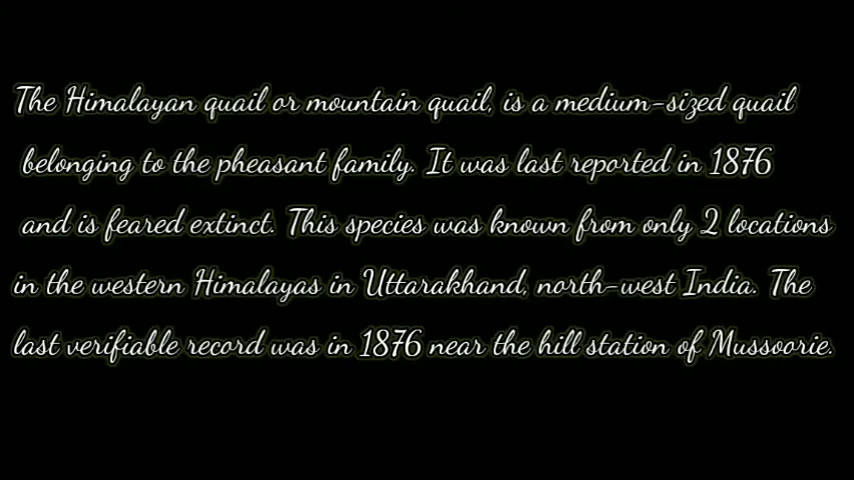 The Himalayan quail or mountain quail, is a medium-sized quail
belonging to the pheasant family. It was last reported in 1876
and is feared extinct. This species was known from only 2 locations
in the western Himalayas in Uttarakhand, north-west India. The
last verifiable record was in 1876 near the hill station of Mussoorie.